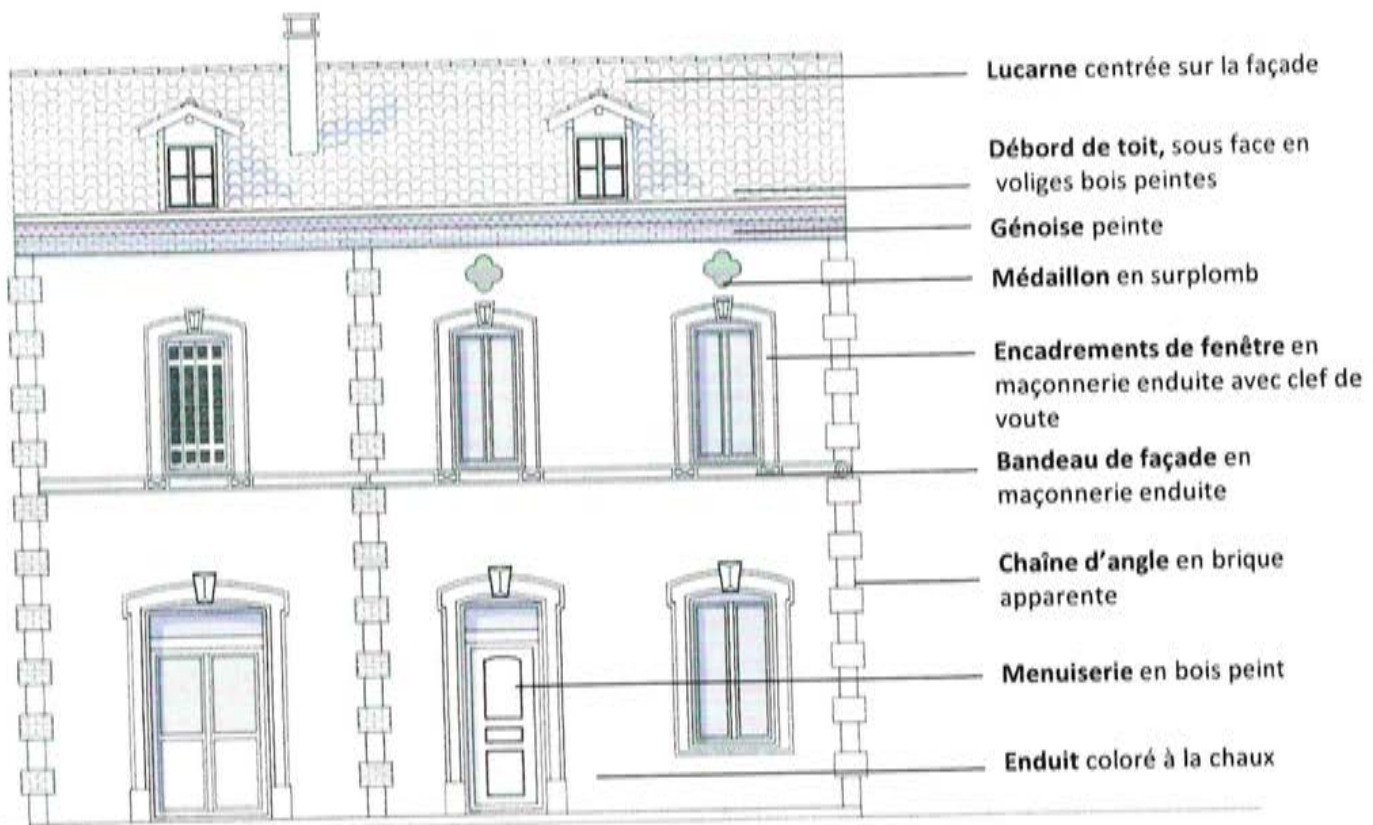 Lucarne centrée sur la façade
Débord de toit, sous face en
voliges bois peintes
Génoise peinte
Médaillon en surplomb
Encadrements de fenêtre en
maçonnerie enduite avec clef de
voute
Bandeau de façade en
maçonnerie enduite
Chaîne d'angle en brique
apparente
Menuiserie en bois peint
Enduit coloré à la chaux